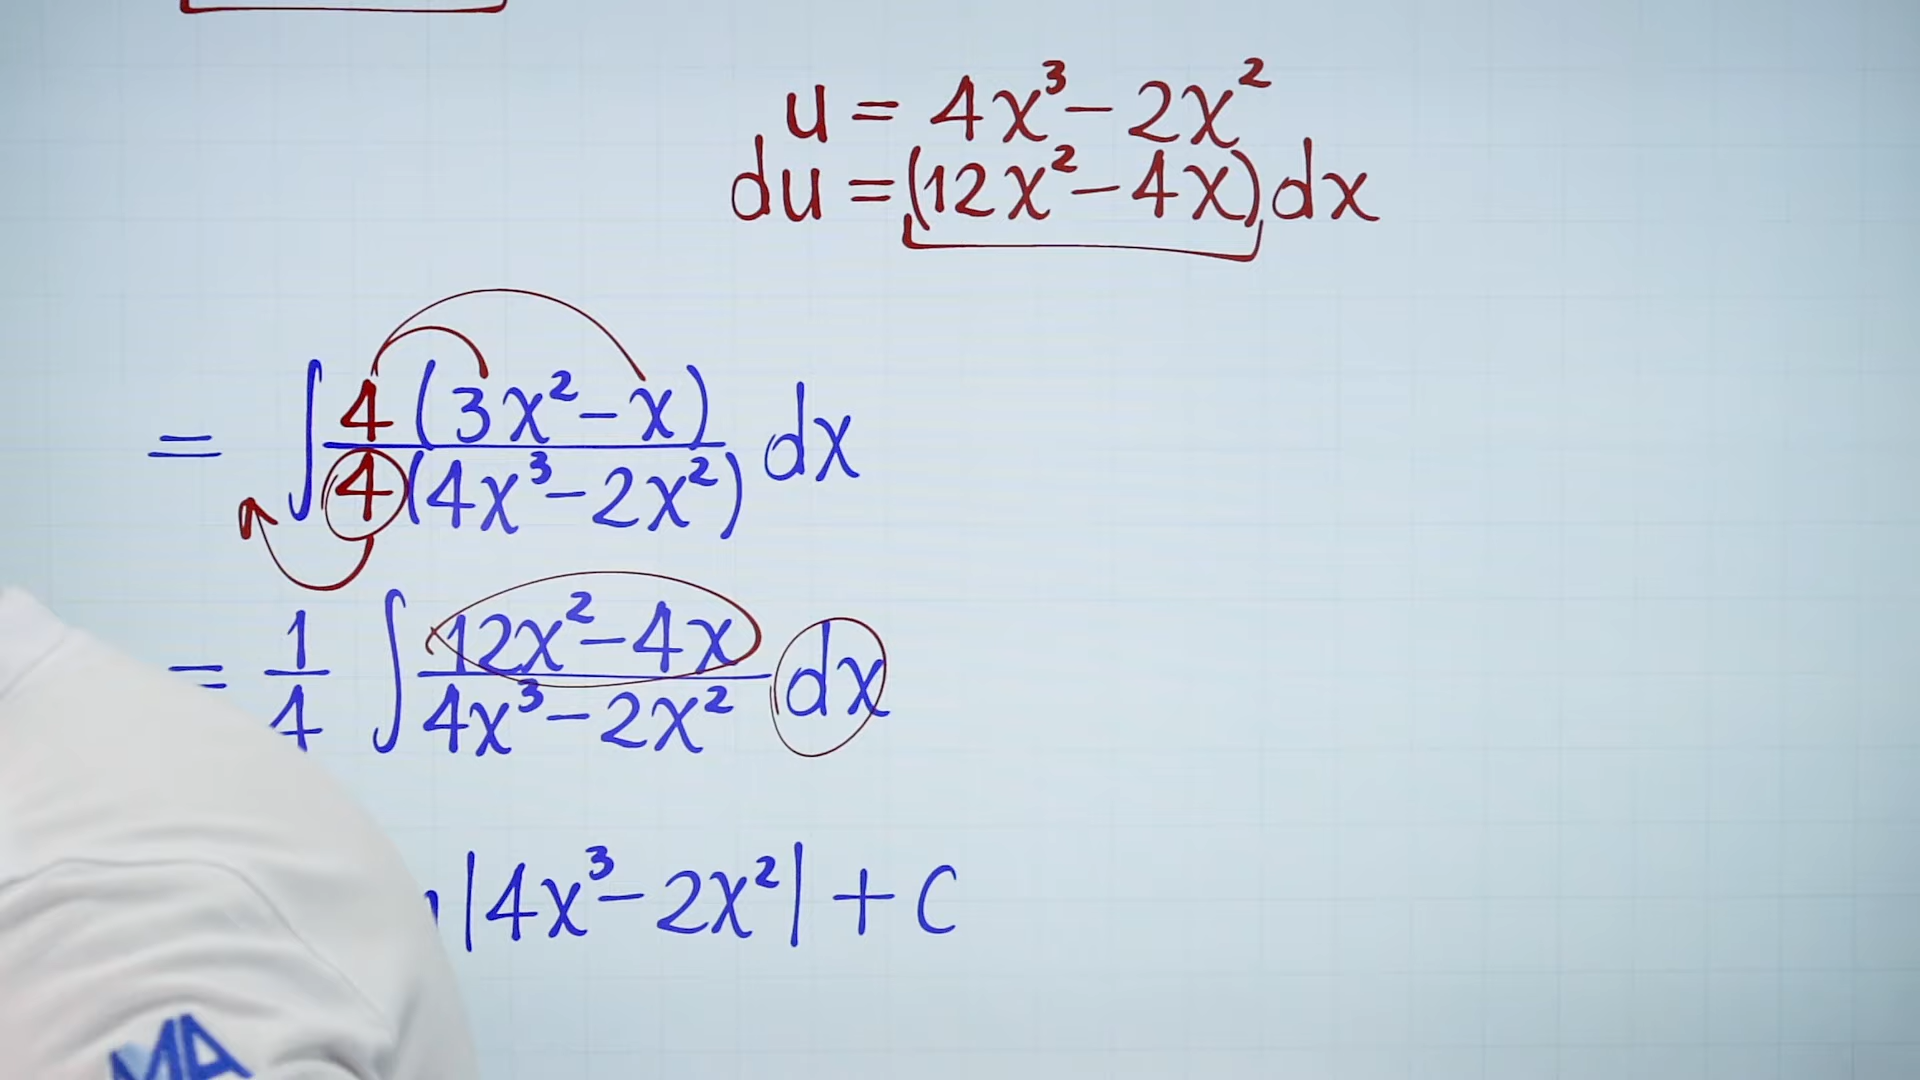 u = 4x³ − 2x²
du = (12x² − 4x) dx
= ∫ 4(3x² − x) / 4(4x³ − 2x²) dx
= 1/4 ∫ (12x² − 4x) / (4x³ − 2x²) dx
|4x³ − 2x²| + C
MA